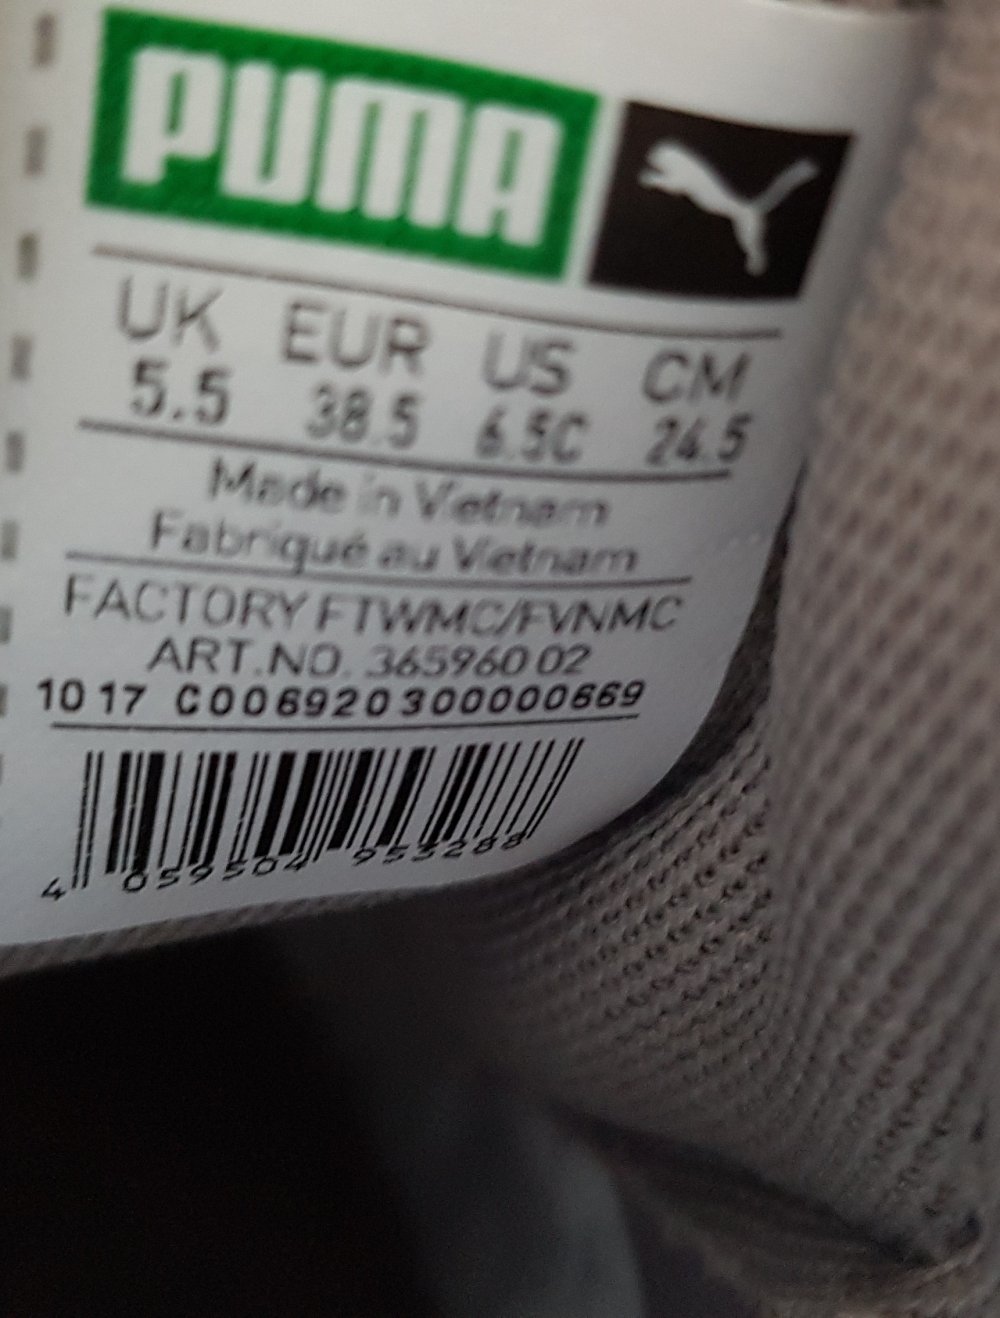 PUMA
UK EUR US CM
5.5 38.5 6.5C 24.5
Made in Vietnam
Fabriqué au Vietnam
FACTORY FTWMC/FVNMC
ART.NO. 365960 02
10 17 C006920300000669
4 059504 953288